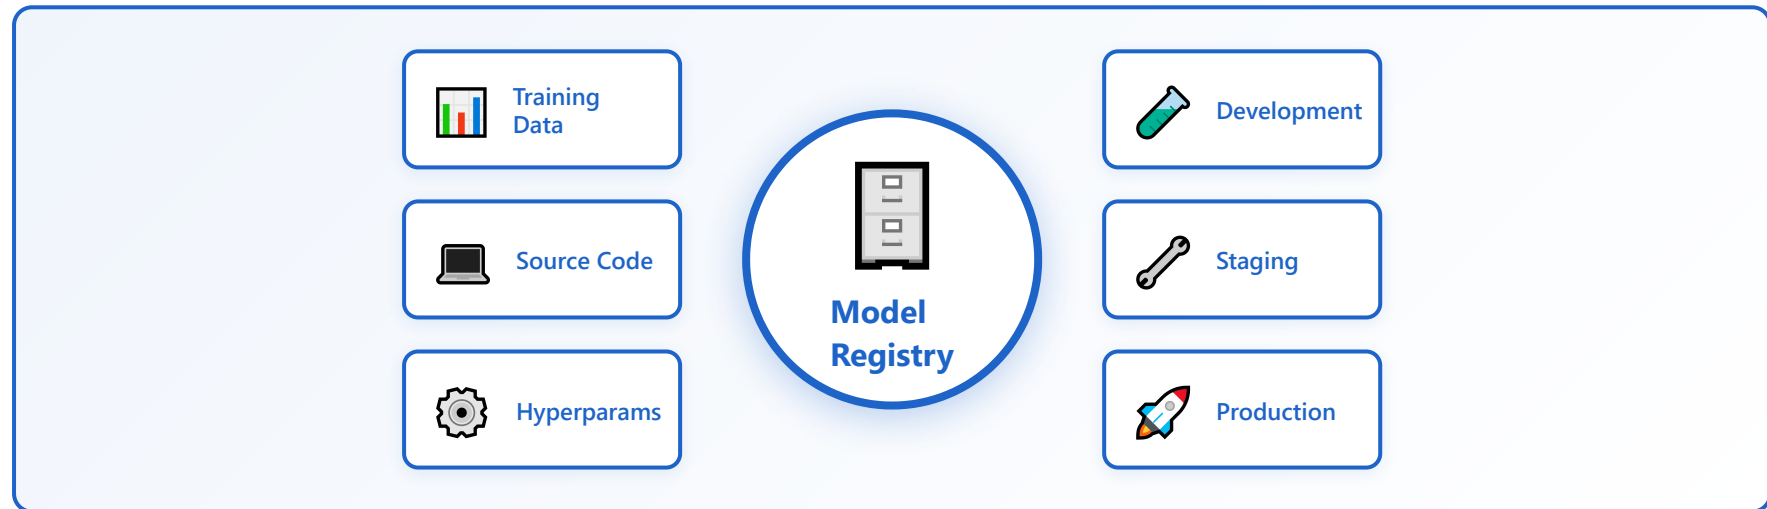 Training
Data
Source Code
Hyperparams
Model
Registry
Development
Staging
Production